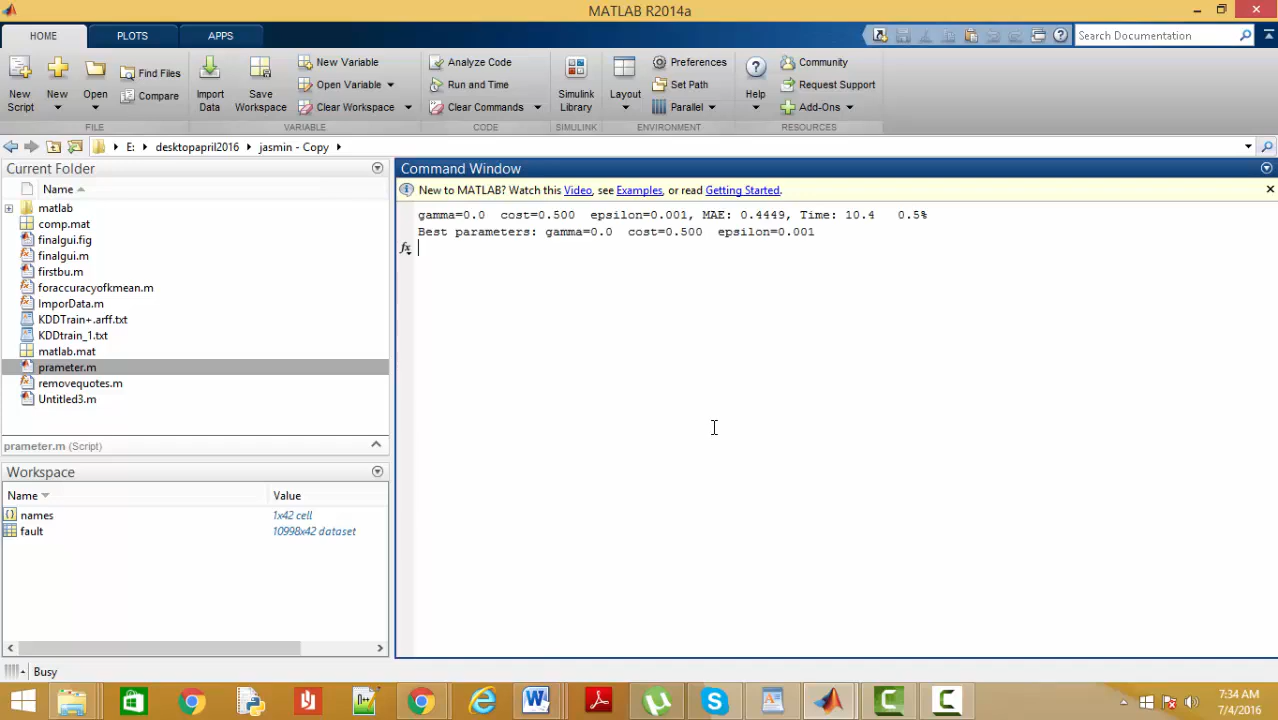 MATLAB R2014a
HOME PLOTS APPS
Search Documentation
New Script
New
Open
Find Files
Compare
Import Data
Save Workspace
New Variable
Open Variable
Clear Workspace
Analyze Code
Run and Time
Clear Commands
Simulink Library
Layout
Preferences
Set Path
Parallel
Help
Community
Request Support
Add-Ons
FILE VARIABLE CODE SIMULINK ENVIRONMENT RESOURCES
E: desktopapril2016 jasmin - Copy
Current Folder
Name
matlab
comp.mat
finalgui.fig
finalgui.m
firstbu.m
foraccuracyofkmean.m
ImporData.m
KDDTrain+.arff.txt
KDDtrain_1.txt
matlab.mat
prameter.m
removequotes.m
Untitled3.m
prameter.m (Script)
Workspace
Name Value
names 1x42 cell
fault 10998x42 dataset
Command Window
New to MATLAB? Watch this Video, see Examples, or read Getting Started.
gamma=0.0 cost=0.500 epsilon=0.001, MAE: 0.4449, Time: 10.4 0.5%
Best parameters: gamma=0.0 cost=0.500 epsilon=0.001
fx
Busy
7:34 AM
7/4/2016